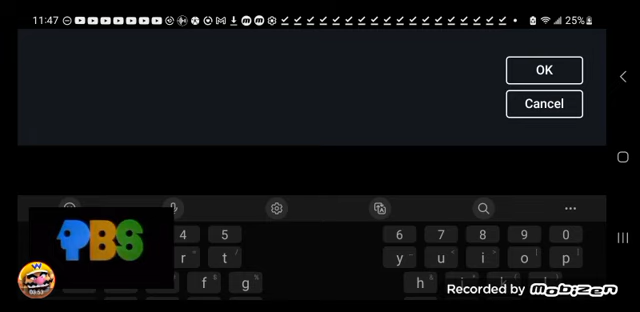 11:47 25%
OK
Cancel
4 5 6 7 8 9 0
r t y u i o p
f g h
PBS
W
Recorded by mobizen